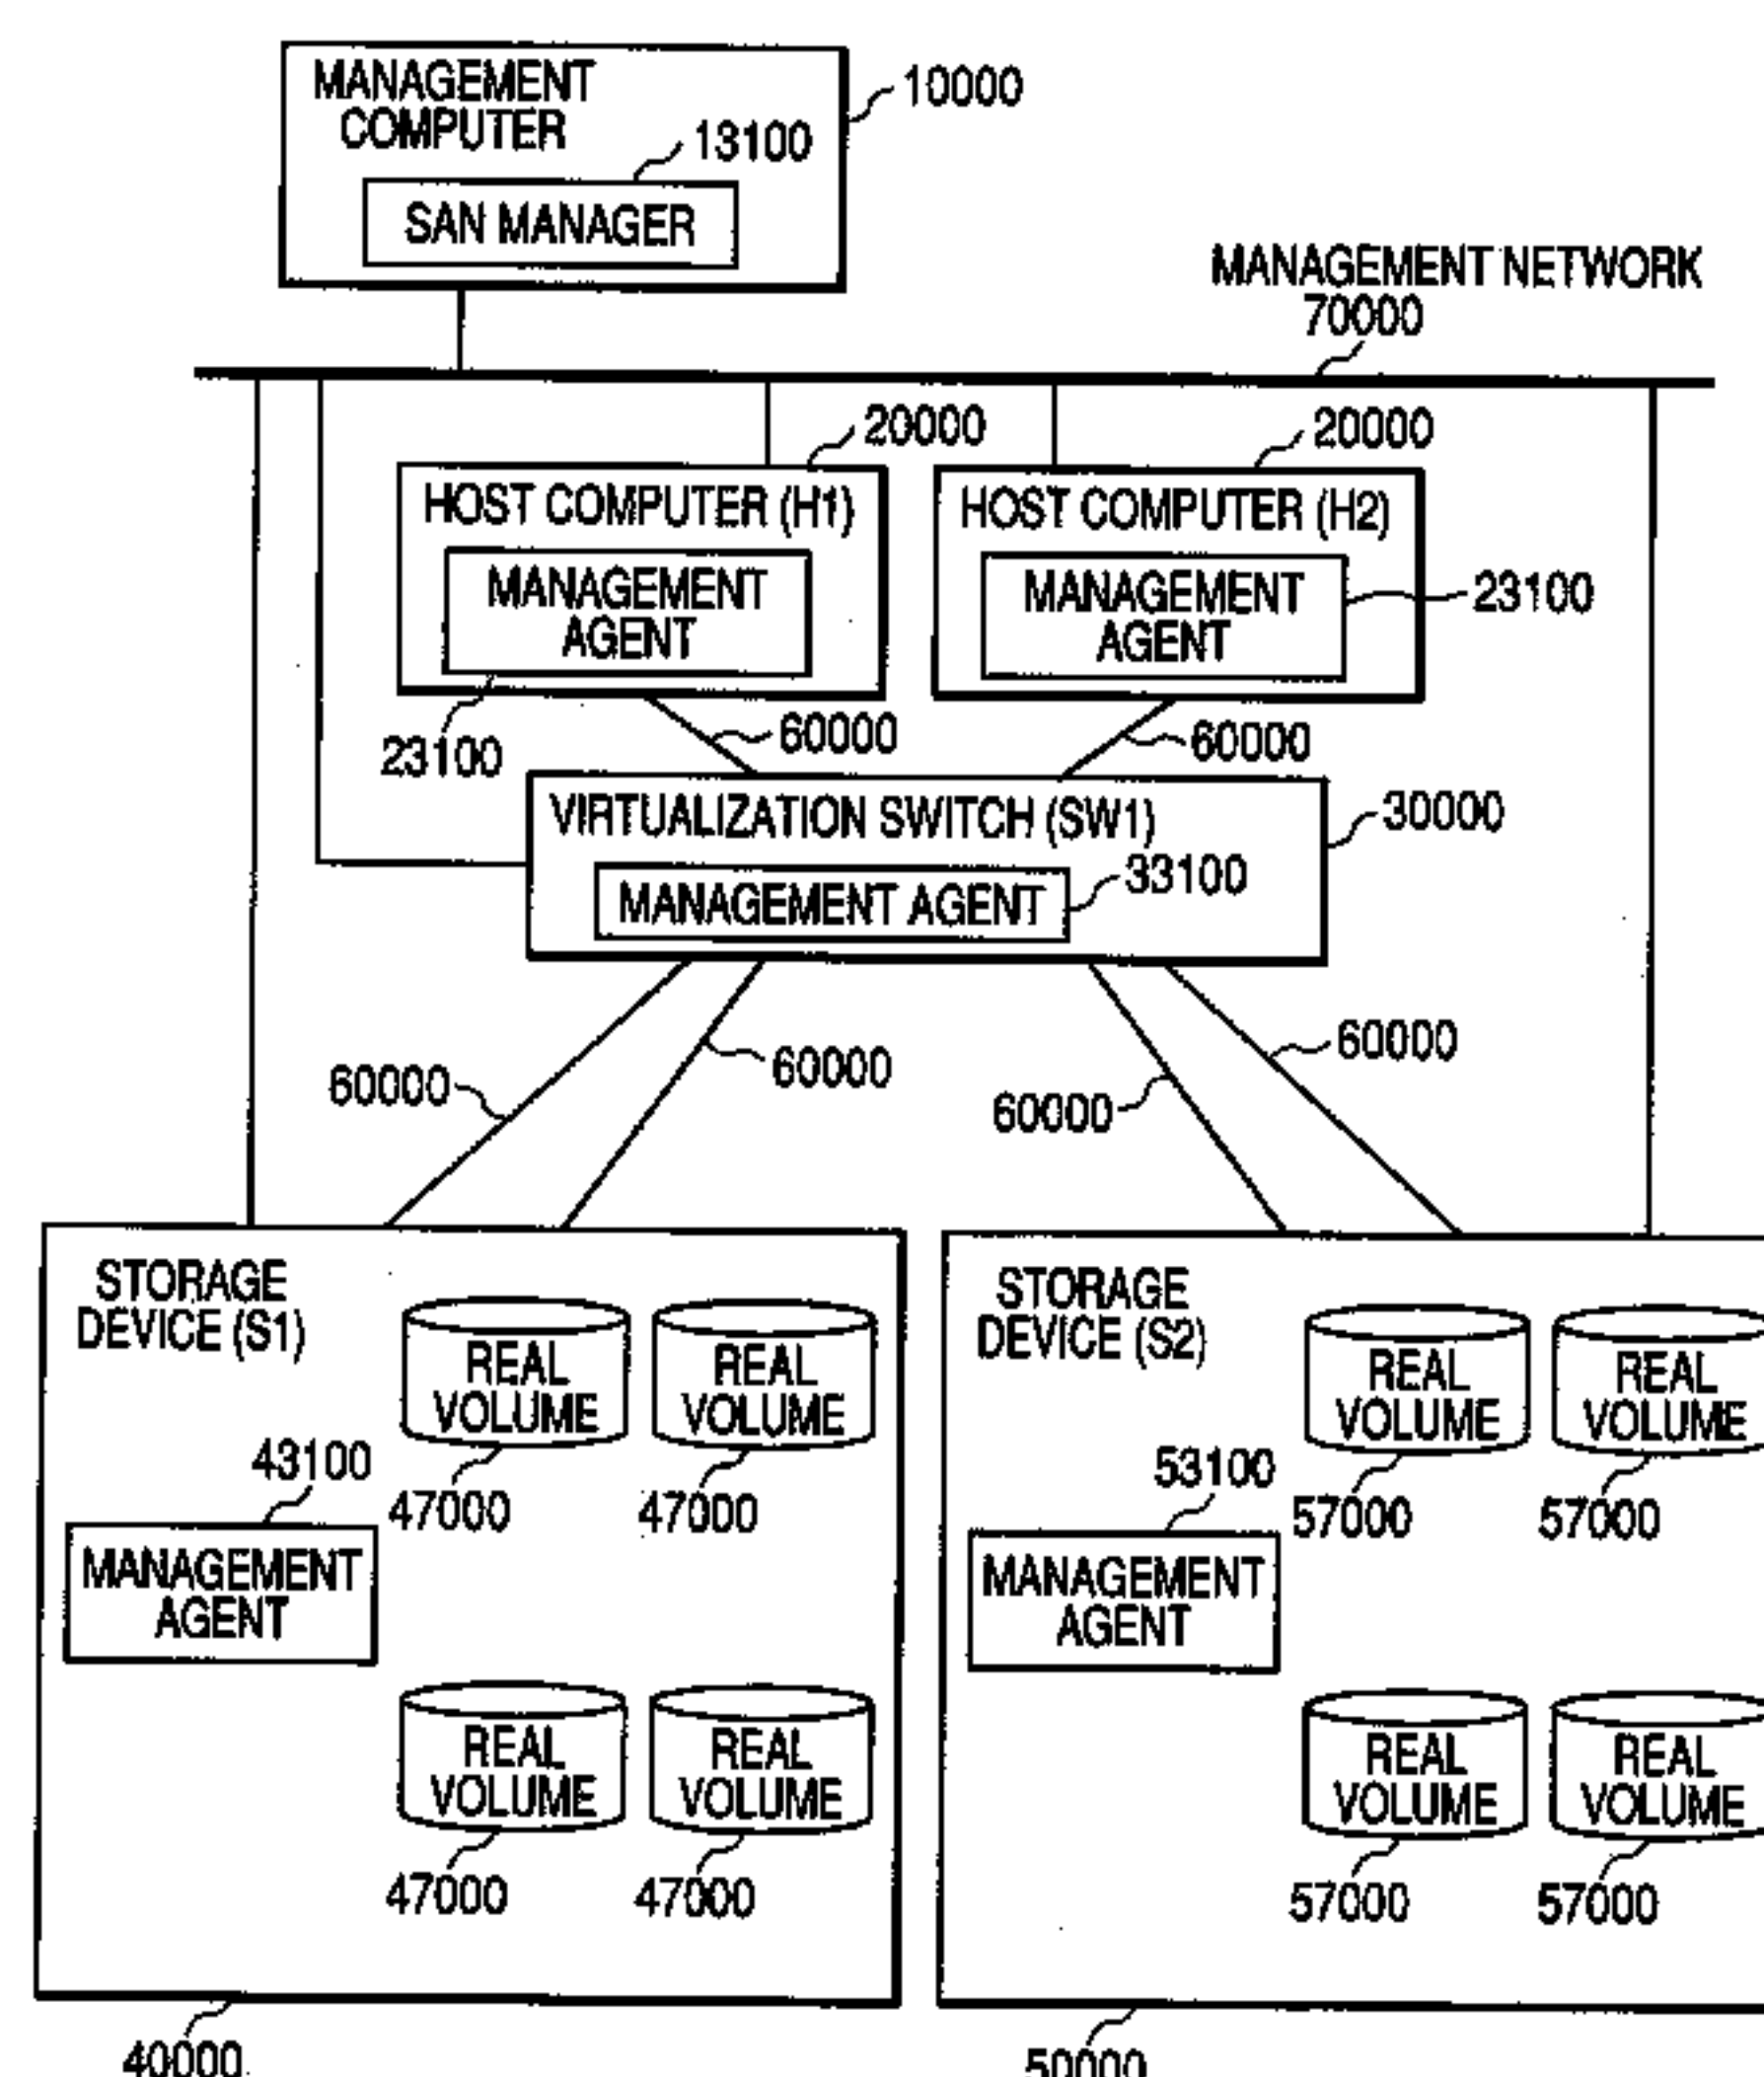 MANAGEMENT
COMPUTER
10000
13100
SAN MANAGER
MANAGEMENT NETWORK
70000
20000
20000
HOST COMPUTER (H1)
HOST COMPUTER (H2)
MANAGEMENT
AGENT
MANAGEMENT
AGENT
23100
23100
60000
60000
VIRTUALIZATION SWITCH (SW1)
30000
MANAGEMENT AGENT
33100
60000
60000
60000
60000
STORAGE
DEVICE (S1)
REAL
VOLUME
REAL
VOLUME
47000
47000
43100
MANAGEMENT
AGENT
REAL
VOLUME
REAL
VOLUME
47000
47000
40000
STORAGE
DEVICE (S2)
REAL
VOLUME
REAL
VOLUME
57000
57000
53100
MANAGEMENT
AGENT
REAL
VOLUME
REAL
VOLUME
57000
57000
50000